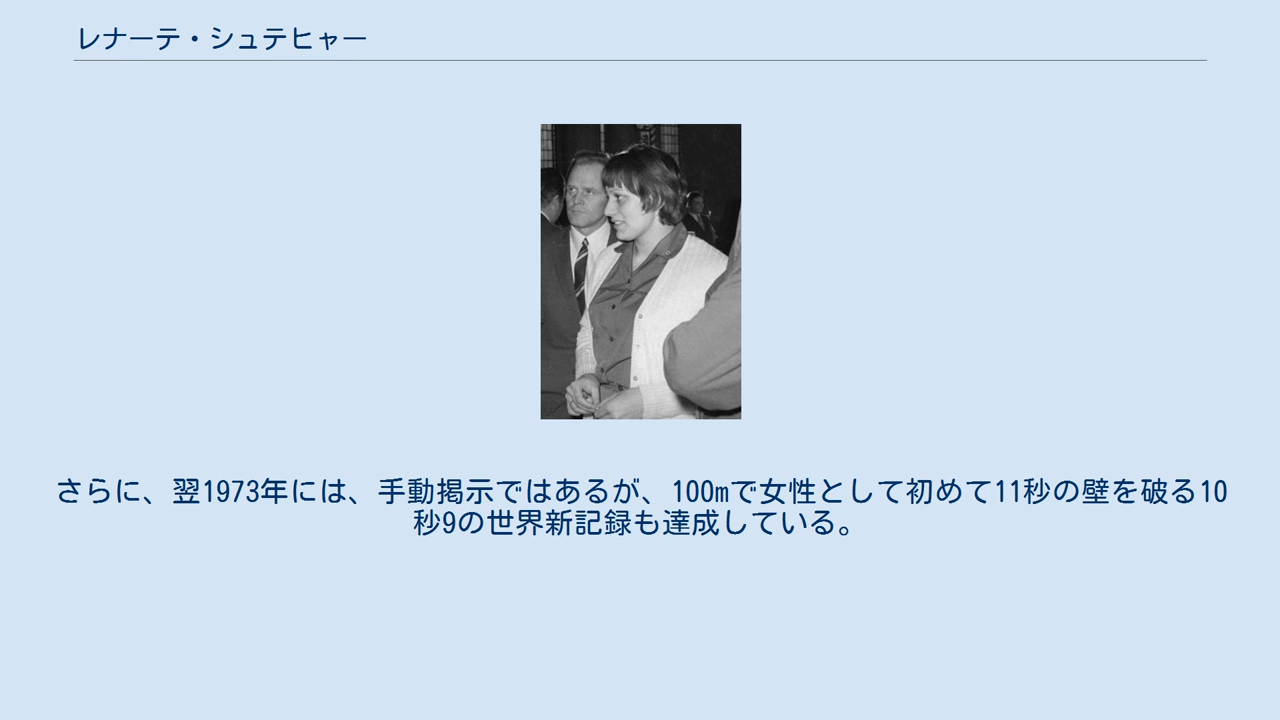 レナーテ・シュテヒャー
さらに、翌1973年には、手動掲示ではあるが、100mで女性として初めて11秒の壁を破る10
秒9の世界新記録も達成している。